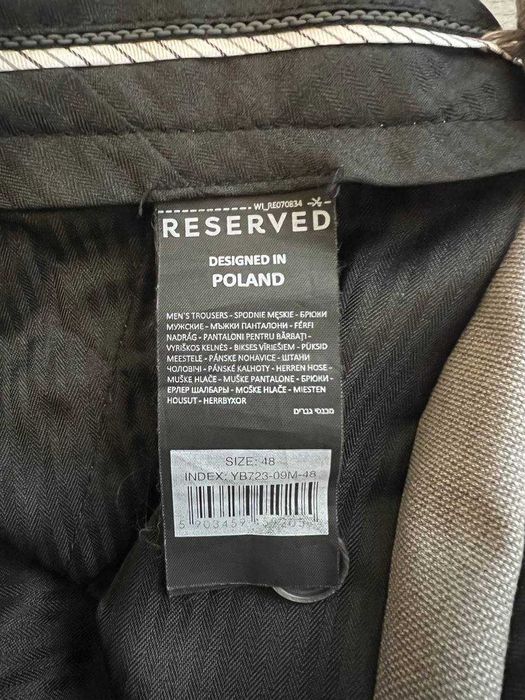 WI_RE070834
RESERVED
DESIGNED IN
POLAND
MEN'S TROUSERS - SPODNIE MĘSKIE - БРЮКИ
МУЖСКИЕ - МЪЖКИ ПАНТАЛОНИ - FÉRFI
NADRÁG - PANTALONI PENTRU BĂRBAŢI -
VYRIŠKOS KELNĖS - BIKSES VĪRIEŠIEM - PÜKSID
MEESTELE - PÁNSKE NOHAVICE - ШТАНИ
ЧОЛОВІЧІ - PÁNSKÉ KALHOTY - HERREN HOSE -
MUŠKE HLAČE - MUŠKE PANTALONE - БРЮКИ -
ЕРЛЕР ШАЛБАРЫ - MOŠKE HLAČE - MIESTEN
HOUSUT - HERRBYXOR
מכנסי גברים
SIZE: 48
INDEX: YB723-09M-48